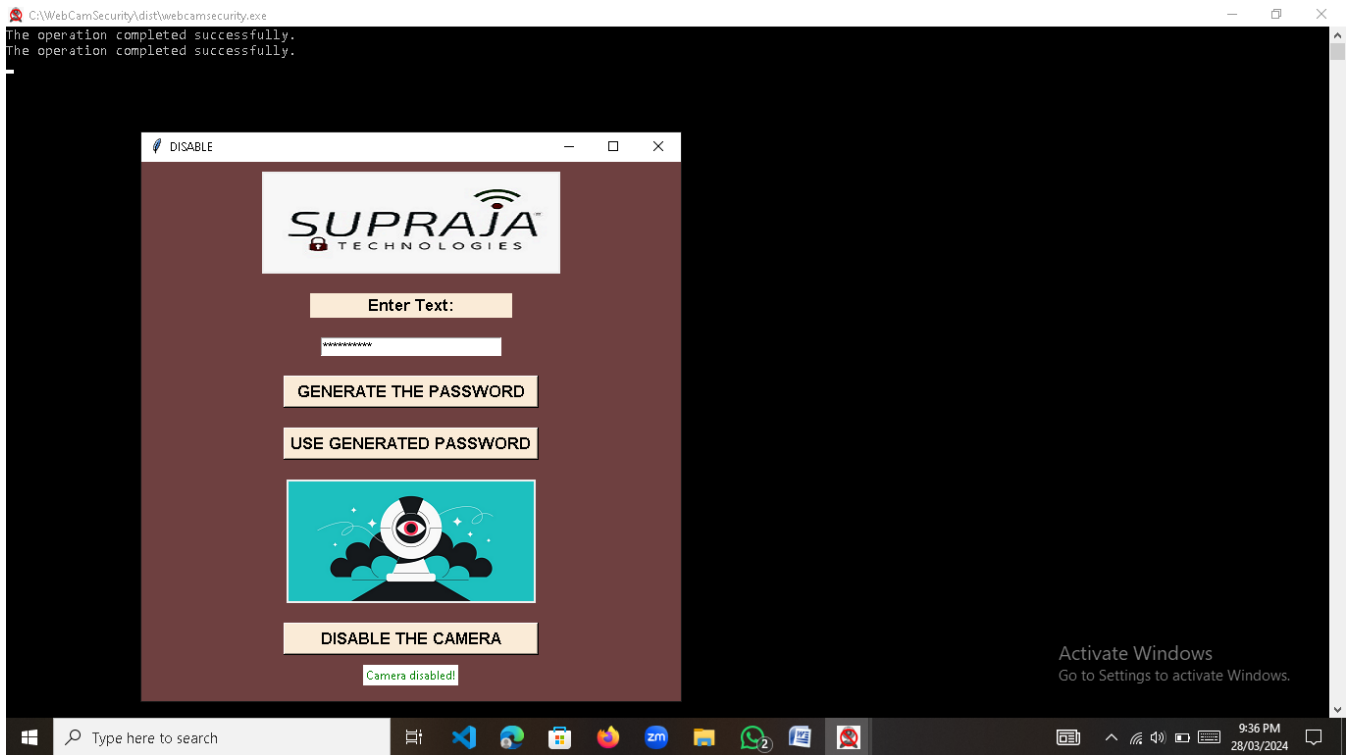 C:\WebCamSecurity\dist\webcamsecurity.exe
The operation completed successfully.
The operation completed successfully.
DISABLE
SUPRAJA
TECHNOLOGIES
Enter Text:
**********
GENERATE THE PASSWORD
USE GENERATED PASSWORD
DISABLE THE CAMERA
Camera disabled!
Activate Windows
Go to Settings to activate Windows.
Type here to search
zm
2
9:36 PM
28/03/2024